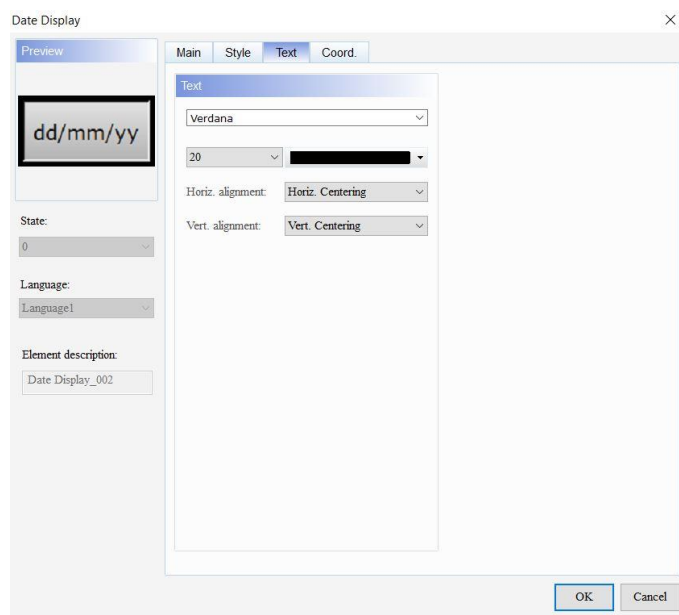 Date Display
Preview
Main Style Text Coord.
Text
dd/mm/yy
Verdana
20
Horiz. alignment: Horiz. Centering
Vert. alignment: Vert. Centering
State:
0
Language:
Language1
Element description:
Date Display_002
OK Cancel